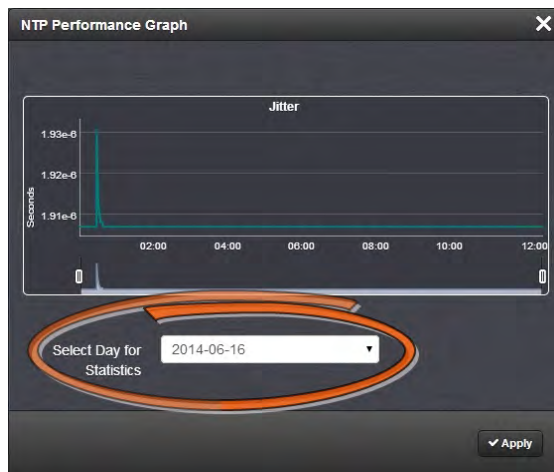 NTP Performance Graph
Jitter
1.93e-6
1.92e-6
1.91e-6
Seconds
02:00 04:00 06:00 08:00 10:00 12:00
Select Day for
Statistics
2014-06-16
Apply